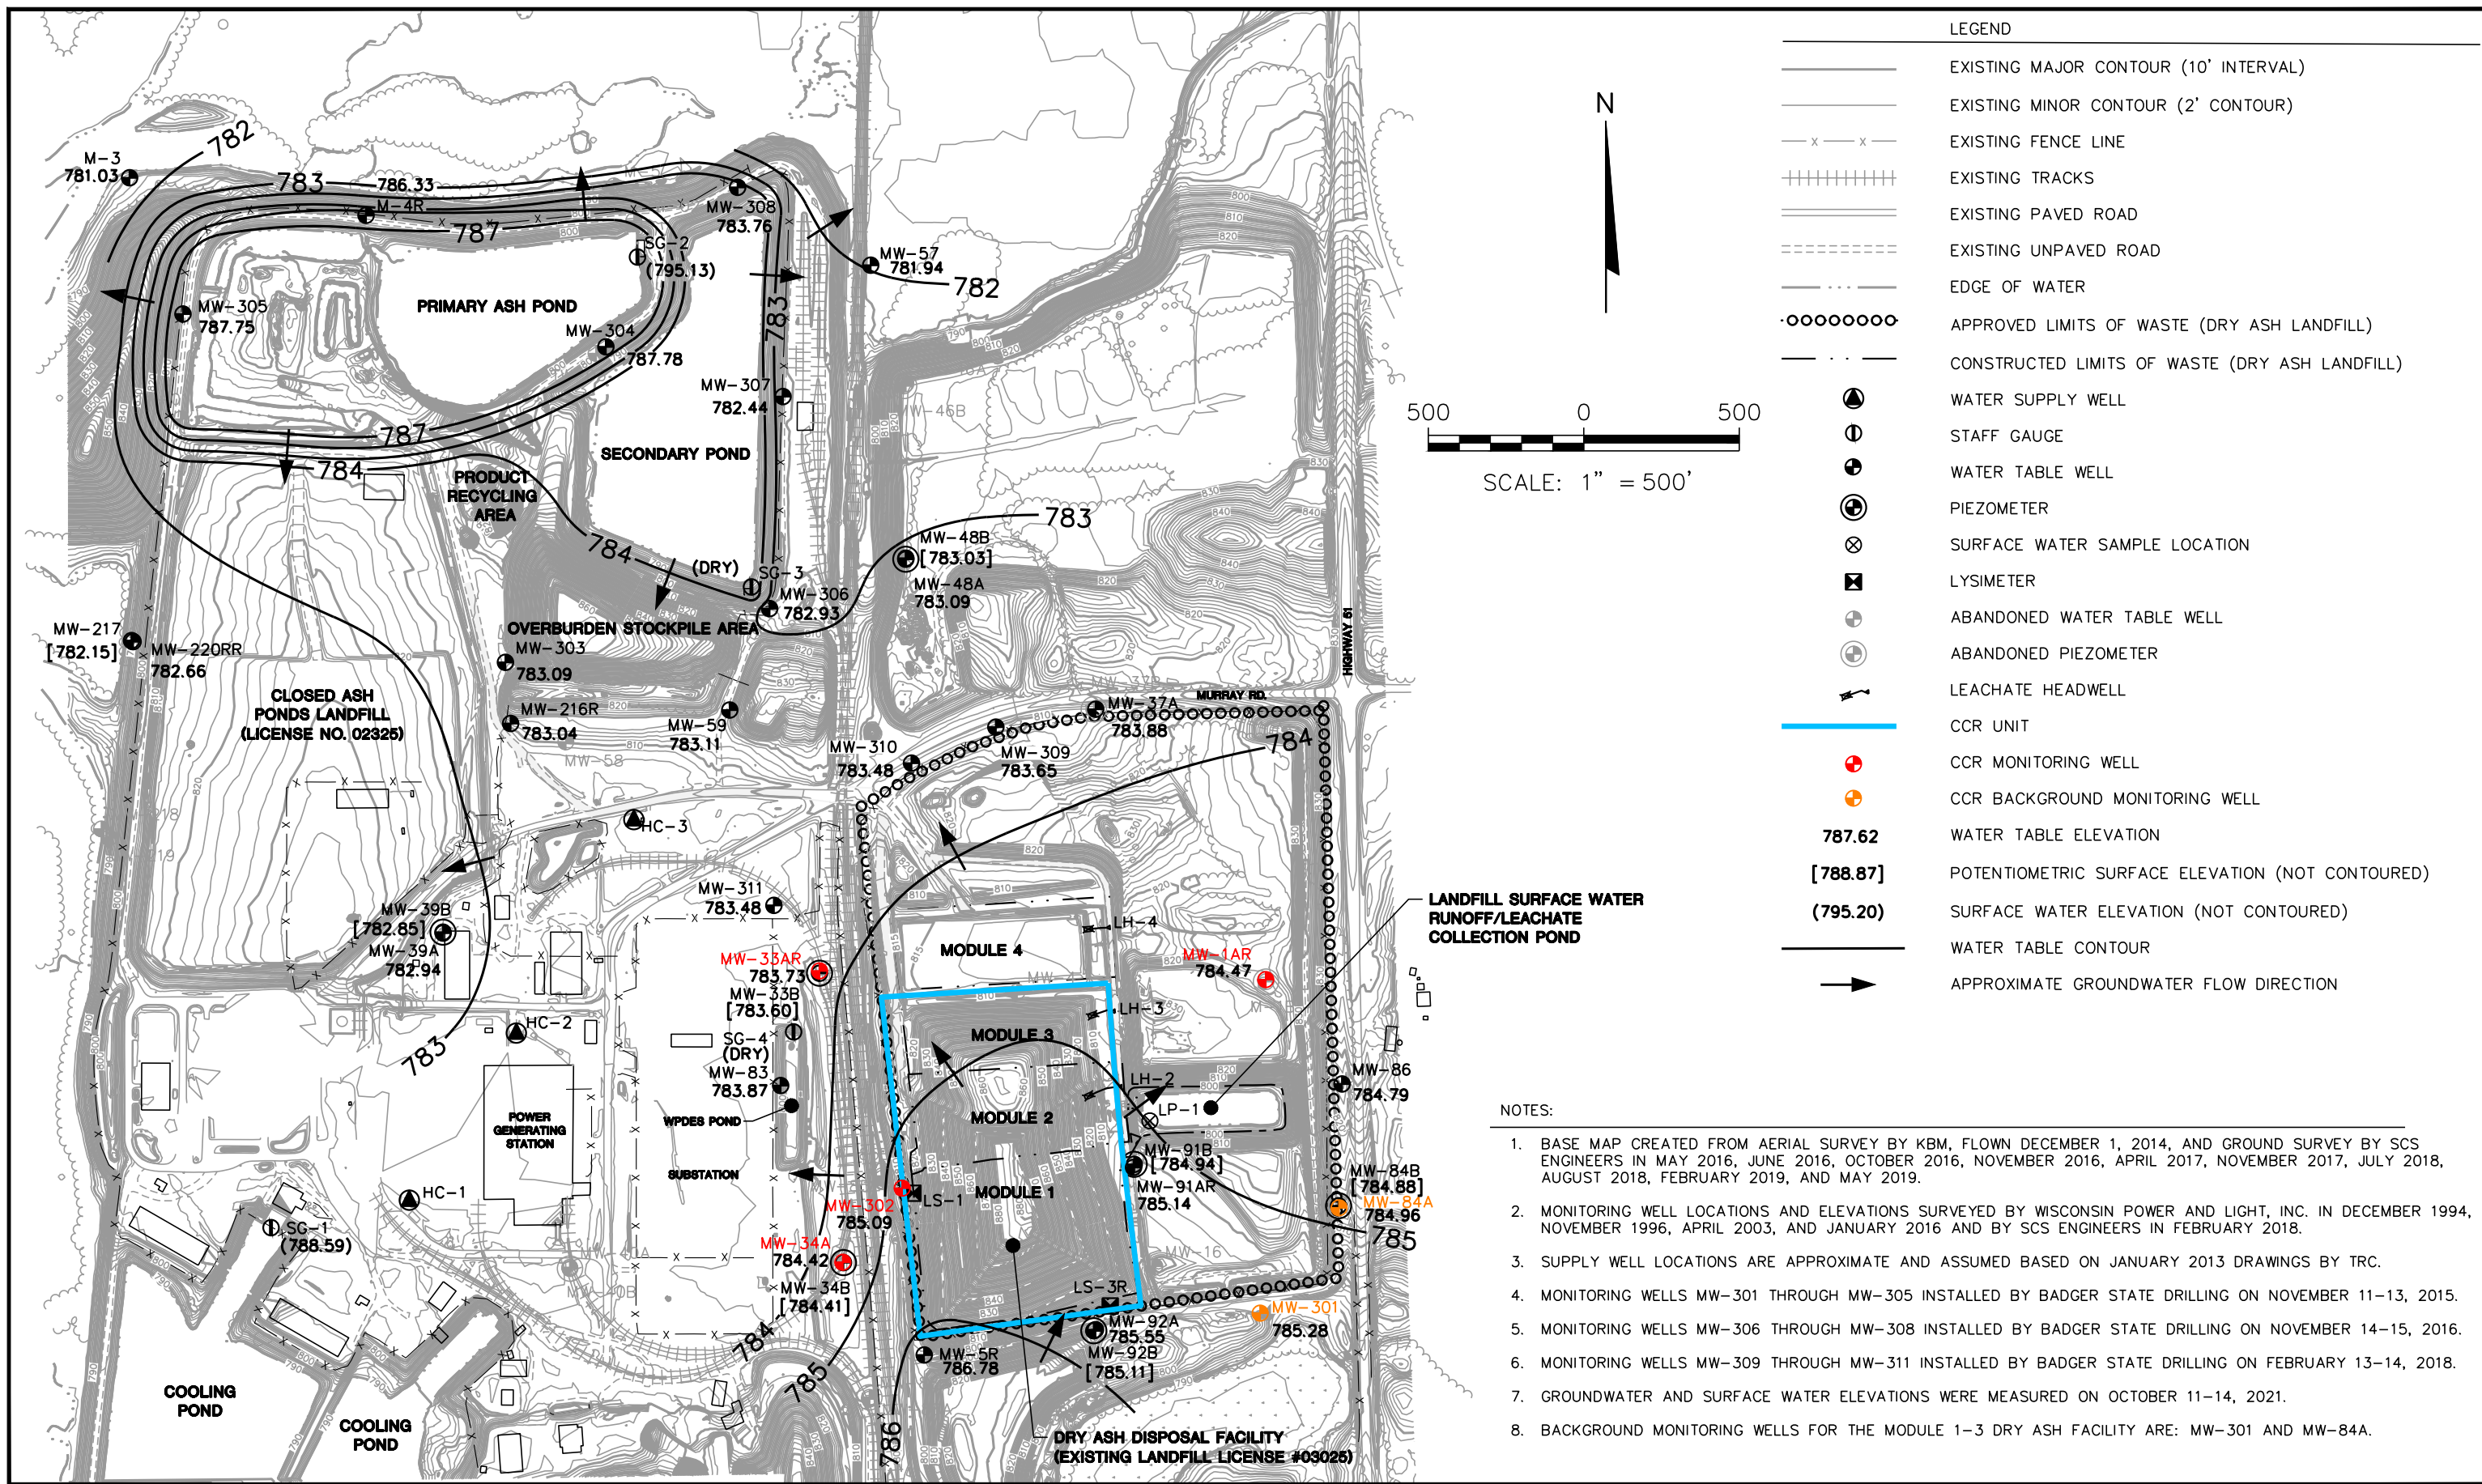 LEGEND
EXISTING MAJOR CONTOUR (10' INTERVAL)
EXISTING MINOR CONTOUR (2' CONTOUR)
EXISTING FENCE LINE
EXISTING TRACKS
EXISTING PAVED ROAD
EXISTING UNPAVED ROAD
EDGE OF WATER
APPROVED LIMITS OF WASTE (DRY ASH LANDFILL)
CONSTRUCTED LIMITS OF WASTE (DRY ASH LANDFILL)
WATER SUPPLY WELL
STAFF GAUGE
WATER TABLE WELL
PIEZOMETER
SURFACE WATER SAMPLE LOCATION
LYSIMETER
ABANDONED WATER TABLE WELL
ABANDONED PIEZOMETER
LEACHATE HEADWELL
CCR UNIT
CCR MONITORING WELL
CCR BACKGROUND MONITORING WELL
787.62 WATER TABLE ELEVATION
[788.87] POTENTIOMETRIC SURFACE ELEVATION (NOT CONTOURED)
(795.20) SURFACE WATER ELEVATION (NOT CONTOURED)
WATER TABLE CONTOUR
APPROXIMATE GROUNDWATER FLOW DIRECTION
N
500 0 500
SCALE: 1" = 500'
782
M-3
781.03
783
786.33
M-4R
787
MW-308
783.76
SG-2
(795.13)
MW-57
781.94
782
MW-305
787.75
PRIMARY ASH POND
783
MW-304
787.78
MW-307
782.44
MW-46B
787
784
SECONDARY POND
PRODUCT
RECYCLING
AREA
783
784
MW-48B
[783.03]
(DRY)
SG-3
MW-48A
783.09
MW-306
782.93
OVERBURDEN STOCKPILE AREA
MW-217
[782.15]
MW-220RR
782.66
MW-303
783.09
HIGHWAY 51
MURRAY RD.
CLOSED ASH
PONDS LANDFILL
(LICENSE NO. 02325)
MW-216R
783.04
MW-59
783.11
MW-58
MW-37A
783.88
MW-310
783.48
MW-309
783.65
784
HC-3
MW-311
783.48
MW-39B
[782.85]
MW-39A
782.94
LH-4
MODULE 4
LANDFILL SURFACE WATER
RUNOFF/LEACHATE
COLLECTION POND
MW-33AR
783.73
MW-33B
[783.60]
MW-1AR
784.47
HC-2
783
LH-3
MODULE 3
SG-4
(DRY)
MW-83
783.87
LH-2
LP-1
MW-86
784.79
POWER
GENERATING
STATION
WPDES POND
MODULE 2
SUBSTATION
MW-91B
[784.94]
MW-91AR
785.14
MODULE 1
LS-1
MW-84B
[784.88]
MW-84A
784.96
HC-1
MW-302
785.09
SG-1
(788.59)
785
MW-34A
784.42
MW-34B
[784.41]
MW-16
MW-40B
LS-3R
MW-301
785.28
MW-92A
785.55
MW-92B
[785.11]
MW-5R
786.78
784
785
786
COOLING
POND
COOLING
POND
DRY ASH DISPOSAL FACILITY
(EXISTING LANDFILL LICENSE #03025)
NOTES:
1. BASE MAP CREATED FROM AERIAL SURVEY BY KBM, FLOWN DECEMBER 1, 2014, AND GROUND SURVEY BY SCS
ENGINEERS IN MAY 2016, JUNE 2016, OCTOBER 2016, NOVEMBER 2016, APRIL 2017, NOVEMBER 2017, JULY 2018,
AUGUST 2018, FEBRUARY 2019, AND MAY 2019.
2. MONITORING WELL LOCATIONS AND ELEVATIONS SURVEYED BY WISCONSIN POWER AND LIGHT, INC. IN DECEMBER 1994,
NOVEMBER 1996, APRIL 2003, AND JANUARY 2016 AND BY SCS ENGINEERS IN FEBRUARY 2018.
3. SUPPLY WELL LOCATIONS ARE APPROXIMATE AND ASSUMED BASED ON JANUARY 2013 DRAWINGS BY TRC.
4. MONITORING WELLS MW-301 THROUGH MW-305 INSTALLED BY BADGER STATE DRILLING ON NOVEMBER 11-13, 2015.
5. MONITORING WELLS MW-306 THROUGH MW-308 INSTALLED BY BADGER STATE DRILLING ON NOVEMBER 14-15, 2016.
6. MONITORING WELLS MW-309 THROUGH MW-311 INSTALLED BY BADGER STATE DRILLING ON FEBRUARY 13-14, 2018.
7. GROUNDWATER AND SURFACE WATER ELEVATIONS WERE MEASURED ON OCTOBER 11-14, 2021.
8. BACKGROUND MONITORING WELLS FOR THE MODULE 1-3 DRY ASH FACILITY ARE: MW-301 AND MW-84A.